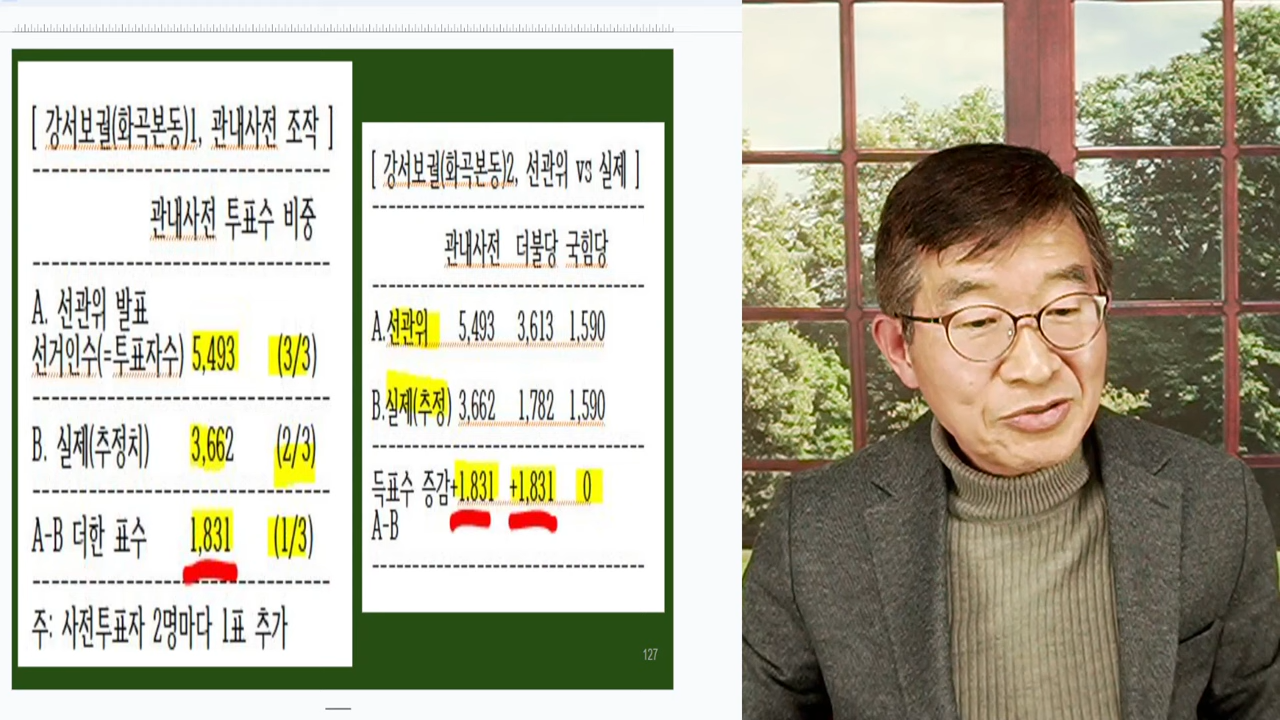 [ 강서보궐(화곡본동)1, 관내사전 조작 ]
관내사전 투표수 비중
A. 선관위 발표
선거인수(=투표자수) 5,493 (3/3)
B. 실제(추정치) 3,662 (2/3)
A-B 더한 표수 1,831 (1/3)
주: 사전투표자 2명마다 1표 추가
[ 강서보궐(화곡본동)2, 선관위 vs 실제 ]
관내사전 더불당 국힘당
A.선관위 5,493 3,613 1,590
B.실제(추정) 3,662 1,782 1,590
득표수 증감+1.831 +1,831 0
A-B
127